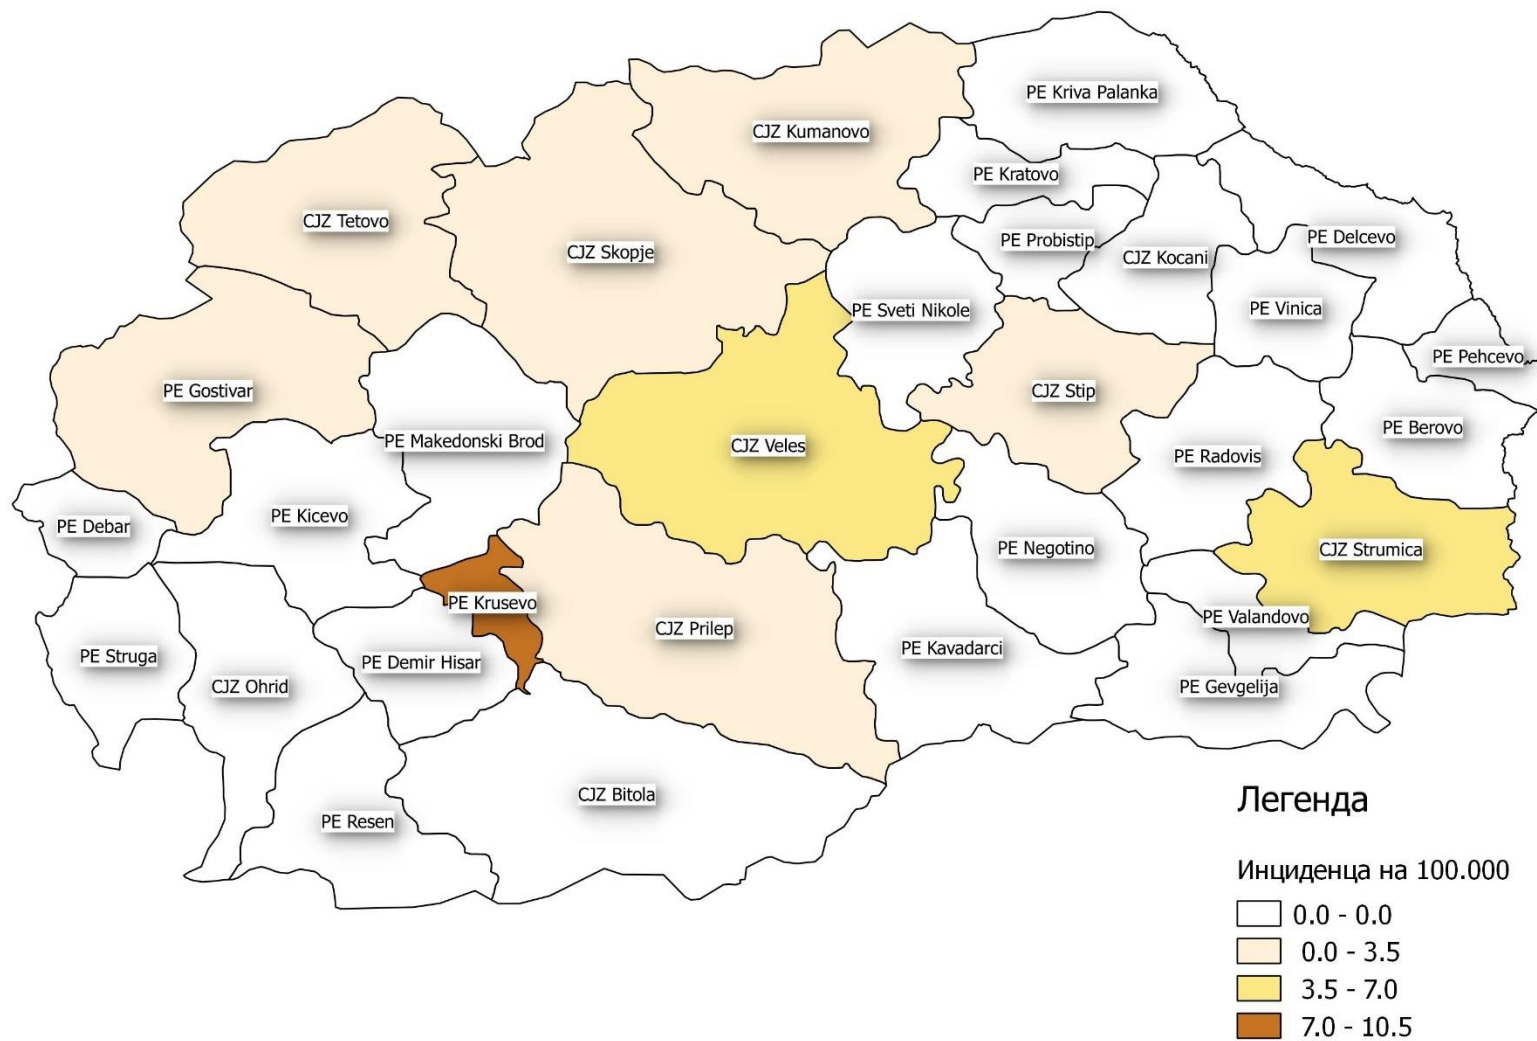 PE Kriva Palanka
CJZ Kumanovo
PE Kratovo
CJZ Tetovo
PE Probistip
PE Delcevo
CJZ Skopje
CJZ Kocani
PE Sveti Nikole
PE Vinica
PE Pehcevo
PE Gostivar
CJZ Stip
PE Makedonski Brod
CJZ Veles
PE Radovis
PE Berovo
PE Debar
PE Kicevo
PE Negotino
CJZ Strumica
PE Krusevo
PE Valandovo
CJZ Prilep
PE Struga
PE Demir Hisar
PE Kavadarci
CJZ Ohrid
PE Gevgelija
CJZ Bitola
PE Resen
Легенда
Инциденца на 100.000
0.0 - 0.0
0.0 - 3.5
3.5 - 7.0
7.0 - 10.5